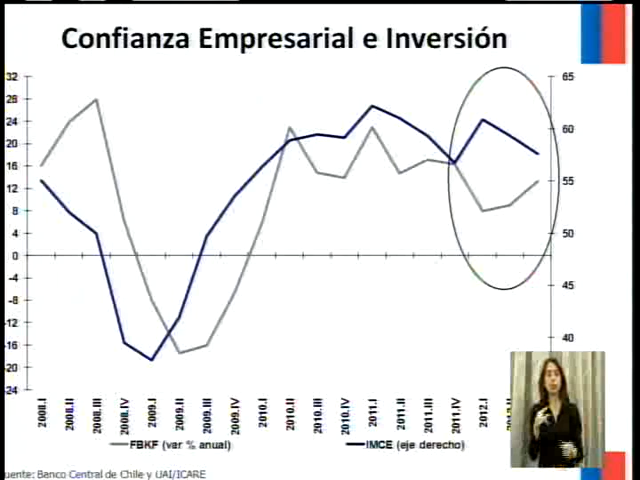 Confianza Empresarial e Inversión
32
28
24
20
16
12
8
4
0
-4
-8
-12
-16
-20
-24
65
60
55
50
45
40
2008.I
2008.II
2008.III
2008.IV
2009.I
2009.II
2009.III
2009.IV
2010.I
2010.II
2010.III
2010.IV
2011.I
2011.II
2011.III
2011.IV
2012.I
FBKF (var % anual)
IMCE (eje derecho)
uente: Banco Central de Chile y UAI/ICARE